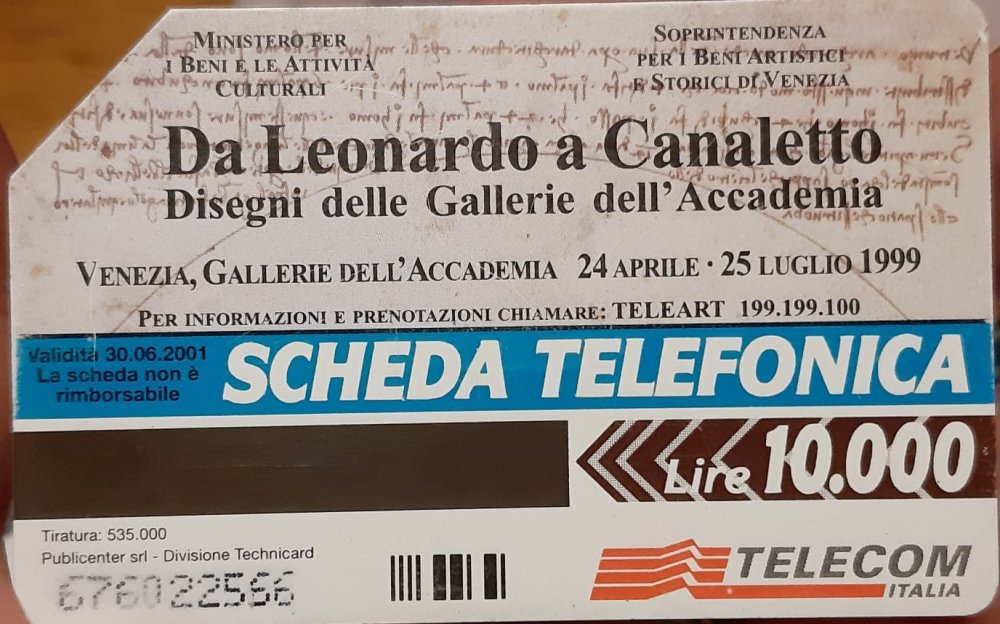 MINISTERO PER
I BENI E LE ATTIVITÀ
CULTURALI
SOPRINTENDENZA
PER I BENI ARTISTICI
E STORICI DI VENEZIA
Da Leonardo a Canaletto
Disegni delle Gallerie dell'Accademia
VENEZIA, GALLERIE DELL'ACCADEMIA 24 APRILE · 25 LUGLIO 1999
PER INFORMAZIONI E PRENOTAZIONI CHIAMARE: TELEART 199.199.100
Validità 30.06.2001
La scheda non è
rimborsabile
SCHEDA TELEFONICA
Lire 10.000
Tiratura: 535.000
Publicenter srl - Divisione Technicard
676022566
TELECOM
ITALIA